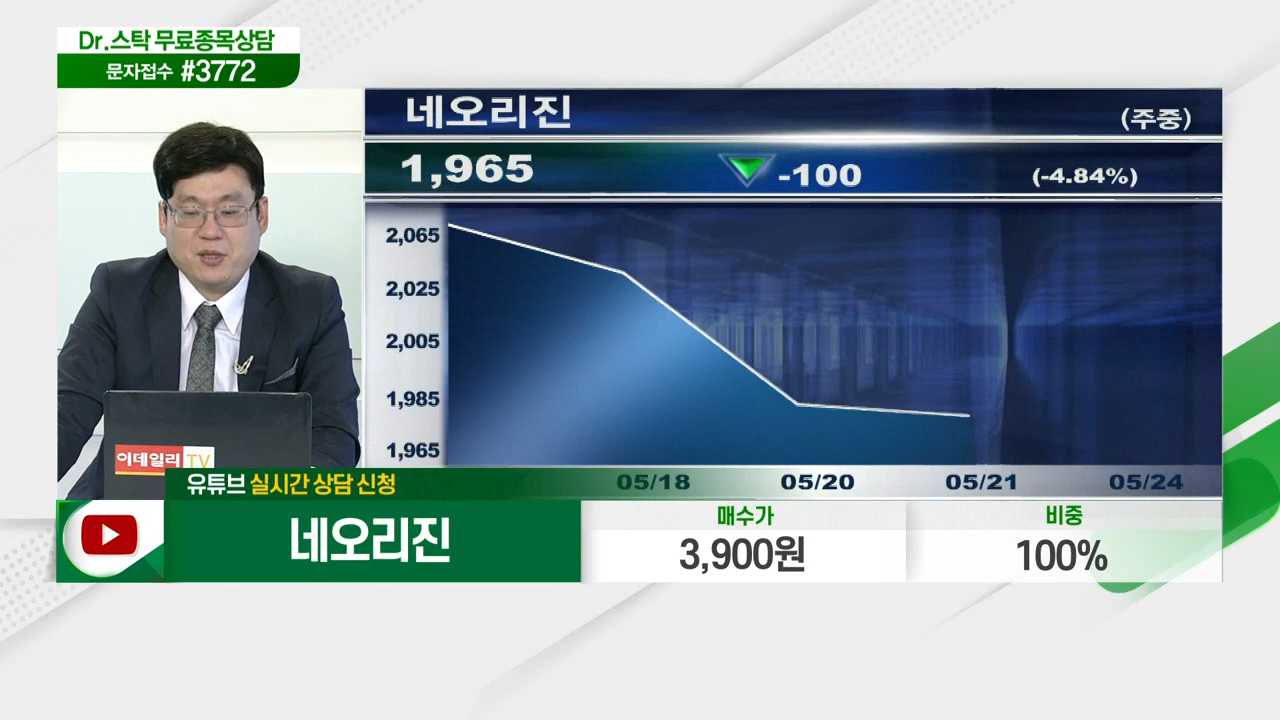 Dr.스탁 무료종목상담
문자접수 #3772
네오리진
(주중)
1,965
-100
(-4.84%)
2,065
2,025
2,005
1,985
1,965
05/18
05/20
05/21
05/24
이데일리 TV
유튜브 실시간 상담 신청
네오리진
매수가
3,900원
비중
100%